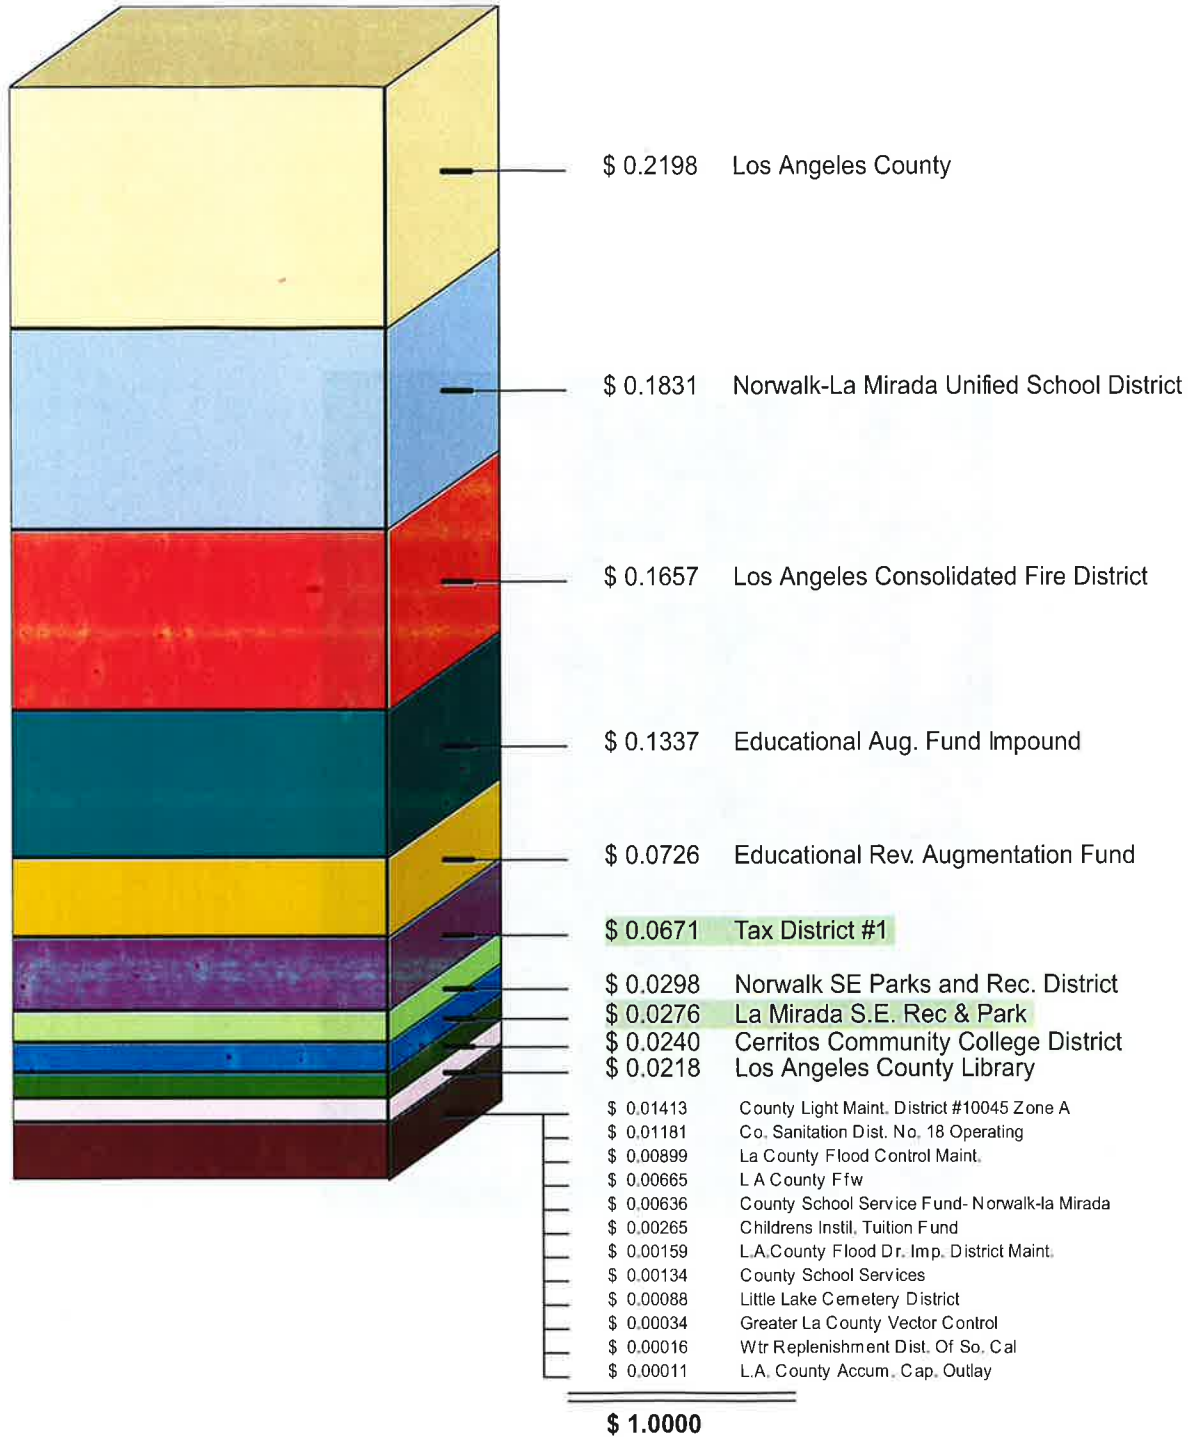 $ 0.2198 Los Angeles County
$ 0.1831 Norwalk-La Mirada Unified School District
$ 0.1657 Los Angeles Consolidated Fire District
$ 0.1337 Educational Aug. Fund Impound
$ 0.0726 Educational Rev. Augmentation Fund
$ 0.0671 Tax District #1
$ 0.0298 Norwalk SE Parks and Rec. District
$ 0.0276 La Mirada S.E. Rec & Park
$ 0.0240 Cerritos Community College District
$ 0.0218 Los Angeles County Library
$ 0.01413 County Light Maint. District #10045 Zone A
$ 0.01181 Co. Sanitation Dist. No. 18 Operating
$ 0.00899 La County Flood Control Maint.
$ 0.00665 L A County Ffw
$ 0.00636 County School Service Fund- Norwalk-la Mirada
$ 0.00265 Childrens Instil. Tuition Fund
$ 0.00159 L.A.County Flood Dr. Imp. District Maint.
$ 0.00134 County School Services
$ 0.00088 Little Lake Cemetery District
$ 0.00034 Greater La County Vector Control
$ 0.00016 Wtr Replenishment Dist. Of So. Cal
$ 0.00011 L.A. County Accum. Cap. Outlay
$ 1.0000